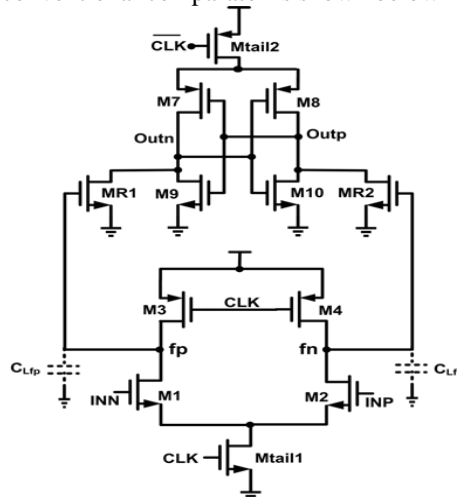 CLK
Mtail2
M7
M8
Outn
Outp
MR1
M9
M10
MR2
M3
CLK
M4
fp
fn
CLfp
CLf
INN
M1
M2
INP
CLK
Mtail1